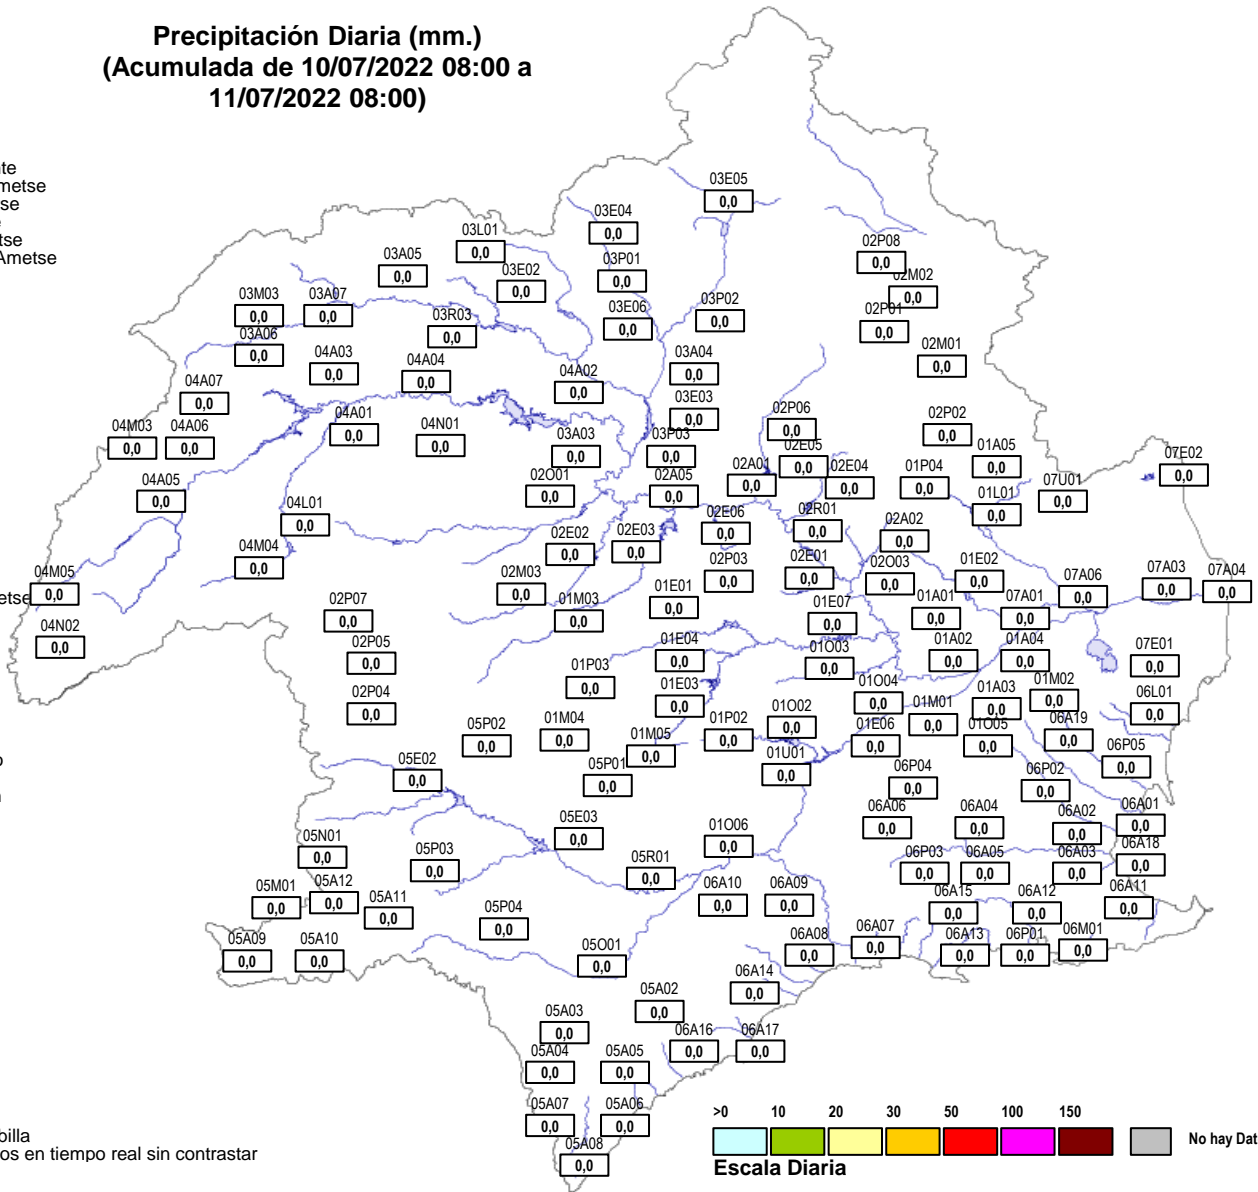 Precipitación Diaria (mm.)
(Acumulada de 10/07/2022 08:00 a
11/07/2022 08:00)
nte
metse
tse
e
tse
Ametse
03E05
0,0
03E04
0,0
03L01
0,0
03A05
0,0
03P01
0,0
02P08
0,0
03E02
0,0
02M02
0,0
03M03
0,0
03A07
0,0
03R03
0,0
03E06
0,0
03P02
0,0
02P01
0,0
03A06
0,0
04A03
0,0
04A04
0,0
04A02
0,0
03A04
0,0
02M01
0,0
04A07
0,0
03E03
0,0
04M03
0,0
04A06
0,0
04A01
0,0
04N01
0,0
03A03
0,0
03P03
0,0
02P06
0,0
02P02
0,0
02E05
0,0
01A05
0,0
07E02
0,0
04A05
0,0
02O01
0,0
02A05
0,0
02A01
0,0
02E04
0,0
01P04
0,0
07U01
0,0
04L01
0,0
01L01
0,0
02E06
0,0
02R01
0,0
02A02
0,0
02E02
0,0
02E03
0,0
04M04
0,0
04M05
0,0
etse
02M03
0,0
02P03
0,0
02E01
0,0
02O03
0,0
01E02
0,0
07A06
0,0
07A03
0,0
07A04
0,0
02P07
0,0
01M03
0,0
01E01
0,0
01E07
0,0
01A01
0,0
07A01
0,0
04N02
0,0
02P05
0,0
01E04
0,0
01O03
0,0
01A02
0,0
01A04
0,0
07E01
0,0
01P03
0,0
02P04
0,0
01E03
0,0
01O04
0,0
01A03
0,0
01M02
0,0
06L01
0,0
05P02
0,0
01M04
0,0
01M05
0,0
01P02
0,0
01O02
0,0
01E06
0,0
01M01
0,0
01O05
0,0
06A19
0,0
06P05
0,0
05E02
0,0
05P01
0,0
01U01
0,0
06P04
0,0
06P02
0,0
05E03
0,0
01O06
0,0
06A06
0,0
06A04
0,0
06A02
0,0
06A01
0,0
05N01
0,0
05P03
0,0
05R01
0,0
06P03
0,0
06A05
0,0
06A03
0,0
06A18
0,0
05M01
0,0
05A12
0,0
05A11
0,0
05P04
0,0
06A10
0,0
06A09
0,0
06A15
0,0
06A12
0,0
06A11
0,0
05A09
0,0
05A10
0,0
05O01
0,0
06A08
0,0
06A07
0,0
06A13
0,0
06P01
0,0
06M01
0,0
06A14
0,0
05A02
0,0
05A03
0,0
06A16
0,0
06A17
0,0
05A04
0,0
05A05
0,0
05A07
0,0
05A06
0,0
05A08
0,0
billa
os en tiempo real sin contrastar
>0 10 20 30 50 100 150
No hay Dat
Escala Diaria